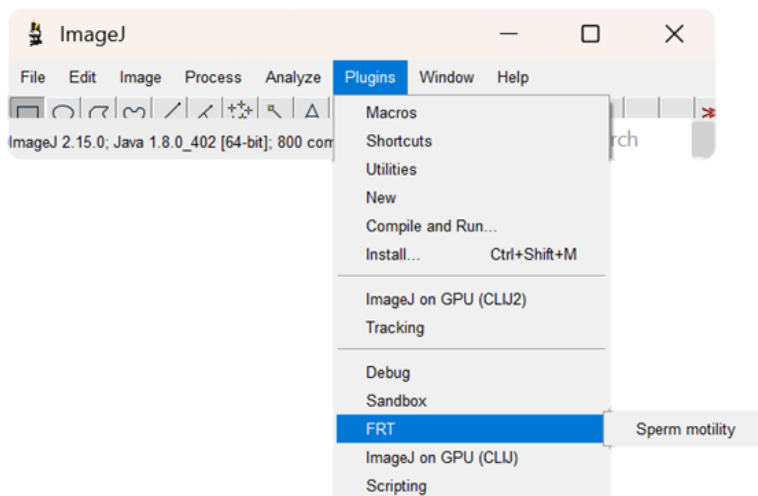 ImageJ
File Edit Image Process Analyze Plugins Window Help
ImageJ 2.15.0; Java 1.8.0_402 [64-bit]; 800 com
rch
Macros
Shortcuts
Utilities
New
Compile and Run...
Install... Ctrl+Shift+M
ImageJ on GPU (CLIJ2)
Tracking
Debug
Sandbox
FRT Sperm motility
ImageJ on GPU (CLIJ)
Scripting